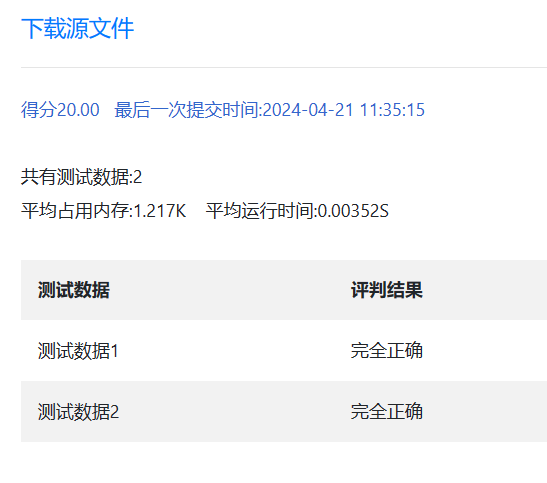 下载源文件
得分20.00 最后一次提交时间:2024-04-21 11:35:15
共有测试数据:2
平均占用内存:1.217K 平均运行时间:0.00352S
测试数据 评判结果
测试数据1 完全正确
测试数据2 完全正确